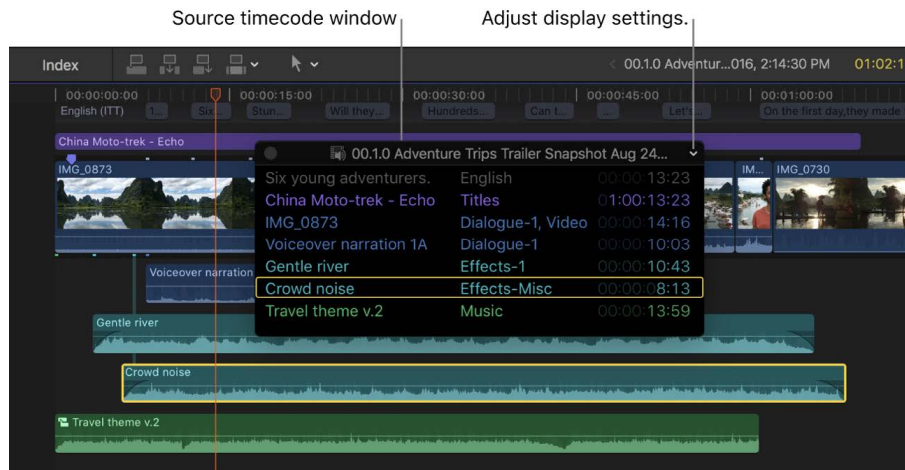 Source timecode window
Adjust display settings.
Index
00.1.0 Adventur...016, 2:14:30 PM
01:02:1
00:00:00:00
00:00:15:00
00:00:30:00
00:00:45:00
00:01:00:00
English (ITT)
1...
Six...
Stun...
Will they...
Hundreds...
Can t...
...
Let's...
On the first day, they made
China Moto-trek - Echo
00.1.0 Adventure Trips Trailer Snapshot Aug 24...
Six young adventurers. English 00:00:13:23
China Moto-trek - Echo Titles 01:00:13:23
IMG_0873 Dialogue-1, Video 00:00:14:16
Voiceover narration 1A Dialogue-1 00:00:10:03
Gentle river Effects-1 00:00:10:43
Crowd noise Effects-Misc 00:00:08:13
Travel theme v.2 Music 00:00:13:59
IMG_0873
IM...
IMG_0730
Voiceover narration
Gentle river
Crowd noise
Travel theme v.2